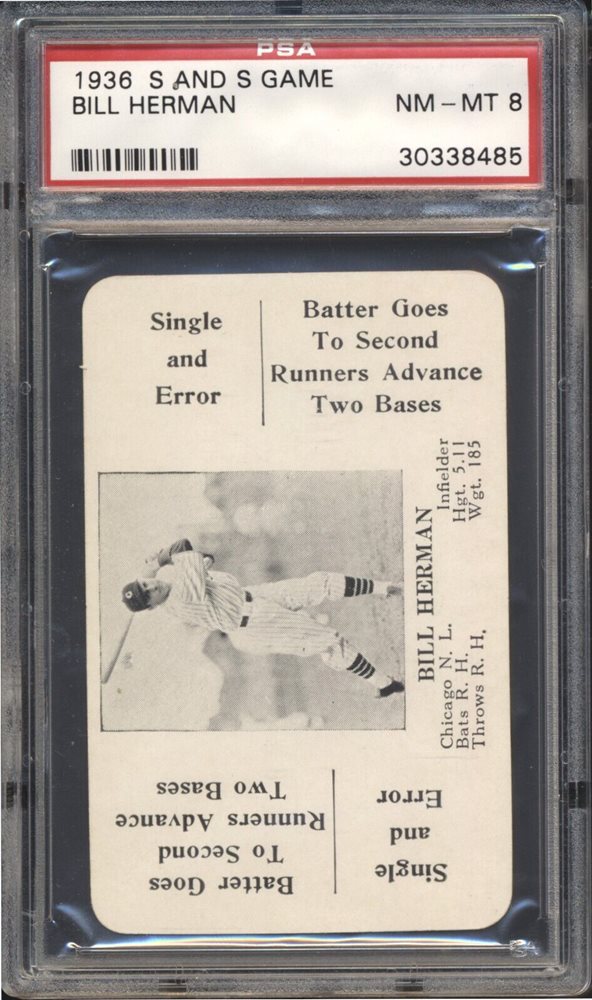 PSA
1936 S AND S GAME
BILL HERMAN NM-MT 8
30338485
Single
and
Error
Batter Goes
To Second
Runners Advance
Two Bases
BILL HERMAN
Chicago N. L. Infielder
Bats R. H. Hgt. 5.11
Throws R. H. Wgt. 185
Single
and
Error
Batter Goes
To Second
Runners Advance
Two Bases